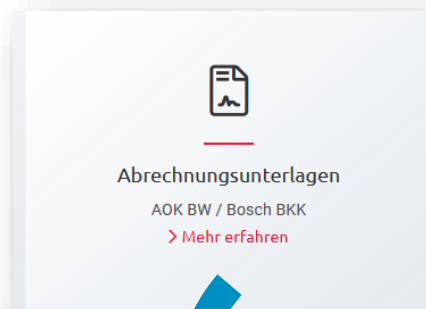 Abrechnungsunterlagen
AOK BW / Bosch BKK
> Mehr erfahren